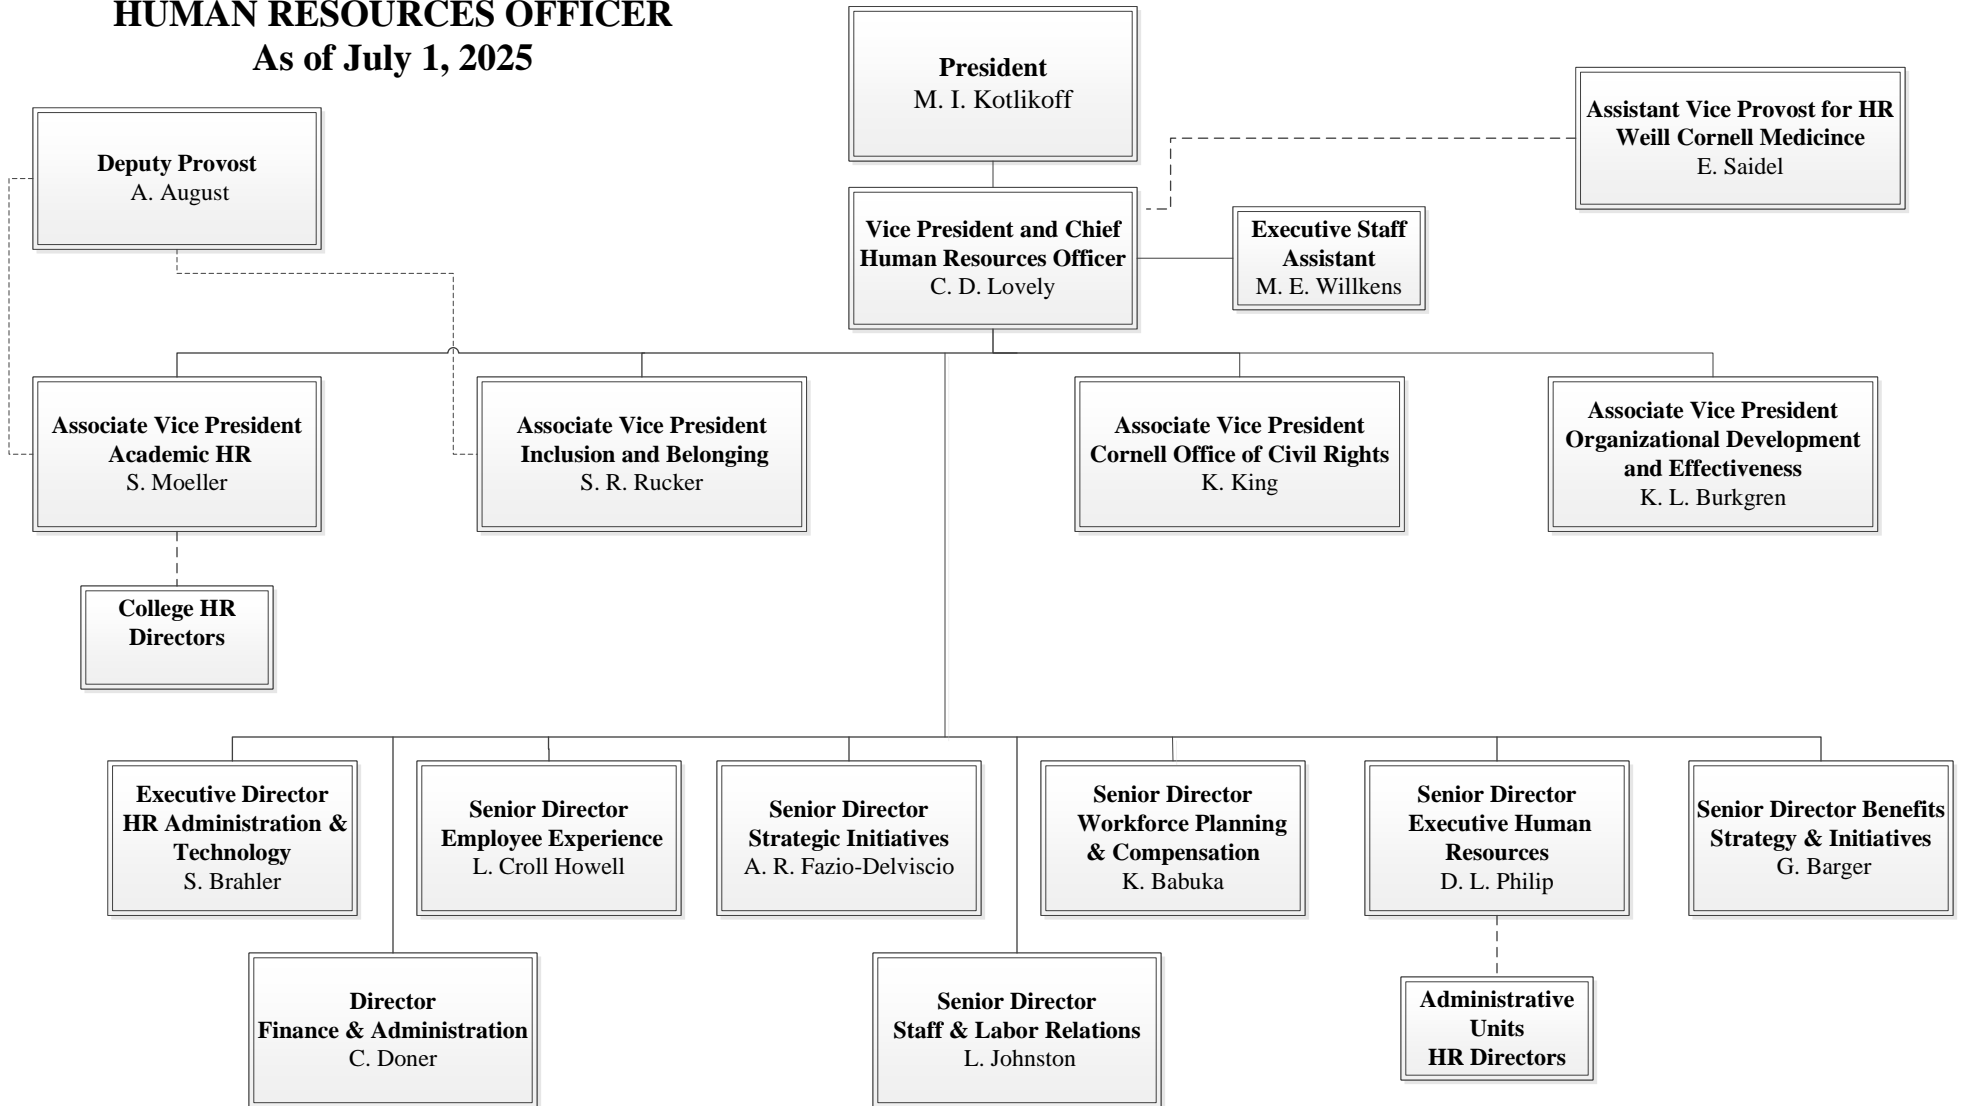 HUMAN RESOURCES OFFICER
As of July 1, 2025
President
M. I. Kotlikoff
Assistant Vice Provost for HR
Weill Cornell Medicince
E. Saidel
Deputy Provost
A. August
Vice President and Chief
Human Resources Officer
C. D. Lovely
Executive Staff
Assistant
M. E. Willkens
Associate Vice President
Academic HR
S. Moeller
Associate Vice President
Inclusion and Belonging
S. R. Rucker
Associate Vice President
Cornell Office of Civil Rights
K. King
Associate Vice President
Organizational Development
and Effectiveness
K. L. Burkgren
College HR
Directors
Executive Director
HR Administration &
Technology
S. Brahler
Senior Director
Employee Experience
L. Croll Howell
Senior Director
Strategic Initiatives
A. R. Fazio-Delviscio
Senior Director
Workforce Planning
& Compensation
K. Babuka
Senior Director
Executive Human
Resources
D. L. Philip
Senior Director Benefits
Strategy & Initiatives
G. Barger
Director
Finance & Administration
C. Doner
Senior Director
Staff & Labor Relations
L. Johnston
Administrative
Units
HR Directors